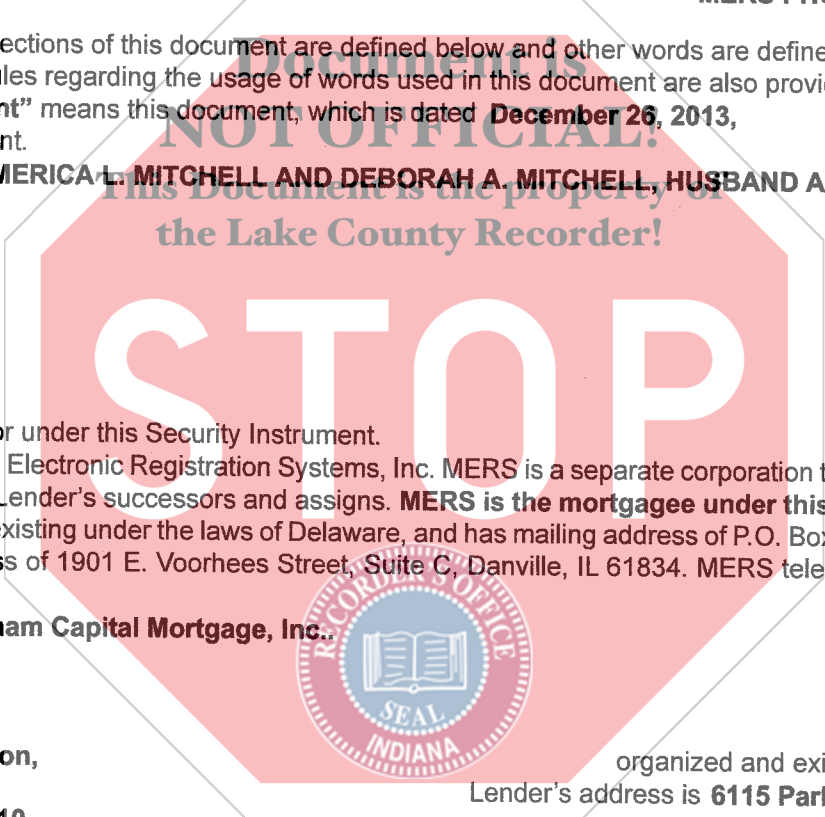 ections of this document are defined below and other words are define
les regarding the usage of words used in this document are also provi
nt” means this document, which is dated December 26, 2013,
nt.
MERICA L. MITCHELL AND DEBORAH A. MITCHELL, HUSBAND A
Document is
NOT OFFICIAL!
This Document is the property of
the Lake County Recorder!
STOP
or under this Security Instrument.
Electronic Registration Systems, Inc. MERS is a separate corporation t
Lender's successors and assigns. MERS is the mortgagee under this
existing under the laws of Delaware, and has mailing address of P.O. Box
ss of 1901 E. Voorhees Street, Suite C, Danville, IL 61834. MERS tele
am Capital Mortgage, Inc..
RECORDER'S OFFICE
SEAL
INDIANA
on,
organized and exi
Lender's address is 6115 Parl